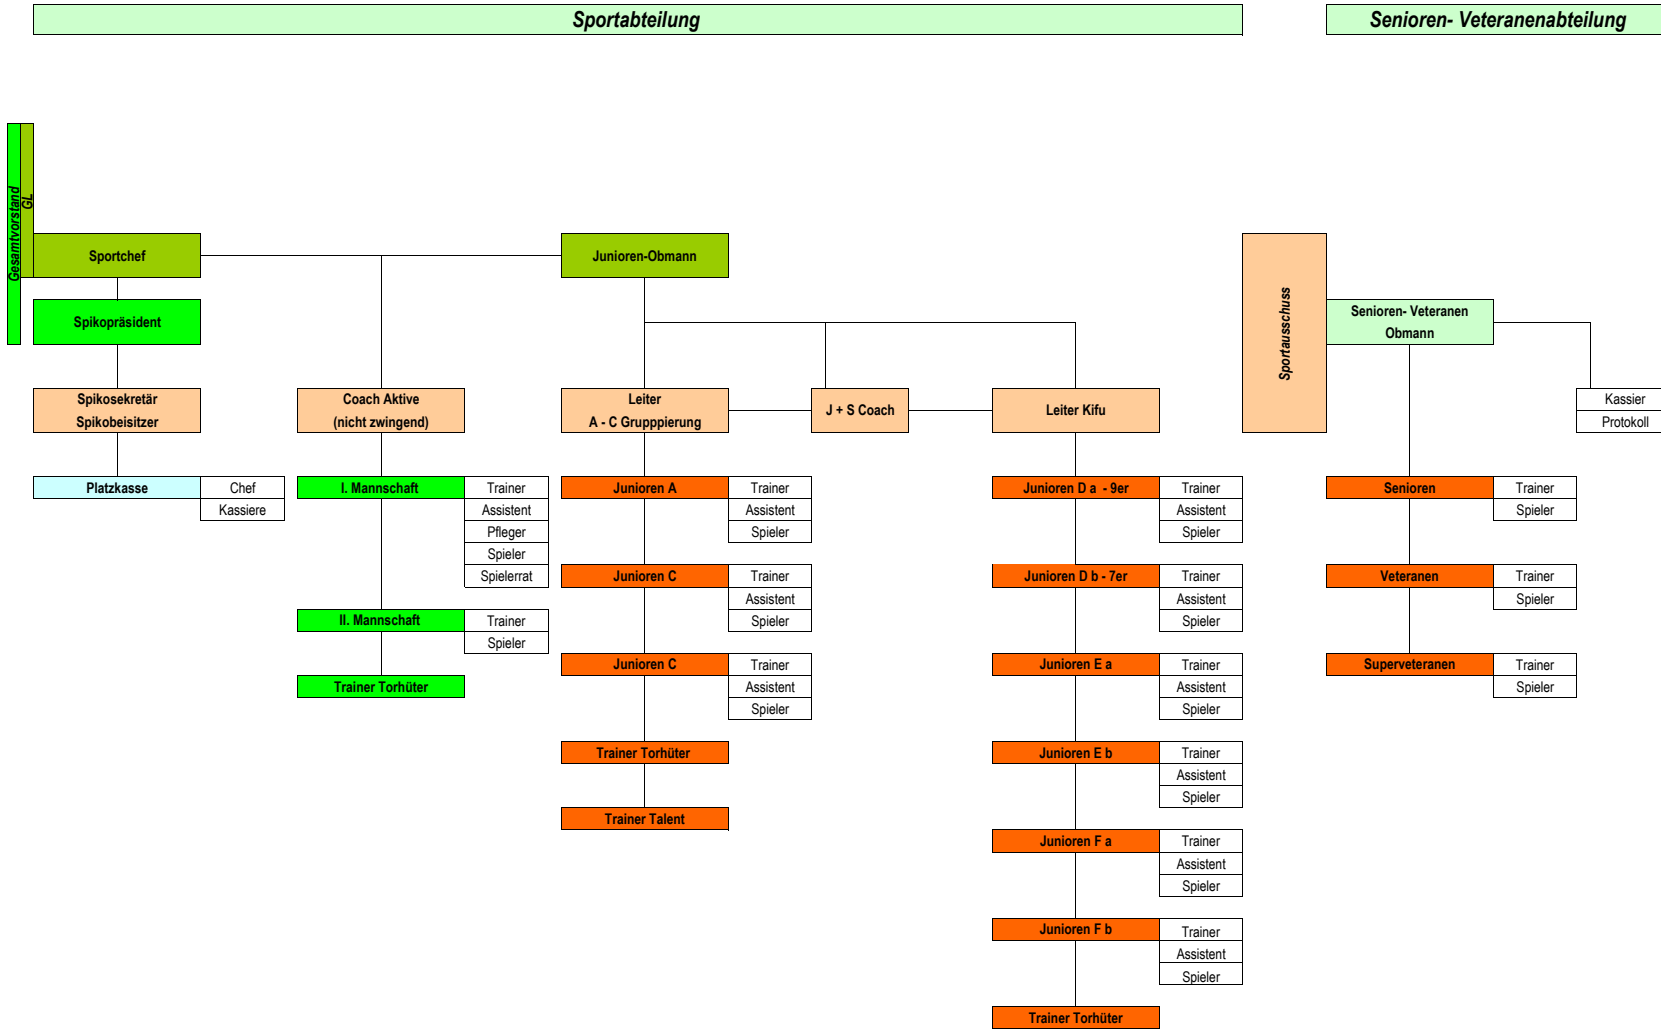 Sportabteilung
Senioren- Veteranenabteilung
Gesamtvorstand
GL
Sportchef
Junioren-Obmann
Sportausschuss
Spikopräsident
Senioren- Veteranen
Obmann
Spikosekretär
Spikobeisitzer
Coach Aktive
(nicht zwingend)
Leiter
A - C Grupppierung
J + S Coach
Leiter Kifu
Kassier
Protokoll
Platzkasse
Chef
Kassiere
I. Mannschaft
Trainer
Assistent
Pfleger
Spieler
Spielerrat
II. Mannschaft
Trainer
Spieler
Trainer Torhüter
Junioren A
Trainer
Assistent
Spieler
Junioren C
Trainer
Assistent
Spieler
Junioren C
Trainer
Assistent
Spieler
Trainer Torhüter
Trainer Talent
Junioren D a - 9er
Trainer
Assistent
Spieler
Junioren D b - 7er
Trainer
Assistent
Spieler
Junioren E a
Trainer
Assistent
Spieler
Junioren E b
Trainer
Assistent
Spieler
Junioren F a
Trainer
Assistent
Spieler
Junioren F b
Trainer
Assistent
Spieler
Trainer Torhüter
Senioren
Trainer
Spieler
Veteranen
Trainer
Spieler
Superveteranen
Trainer
Spieler